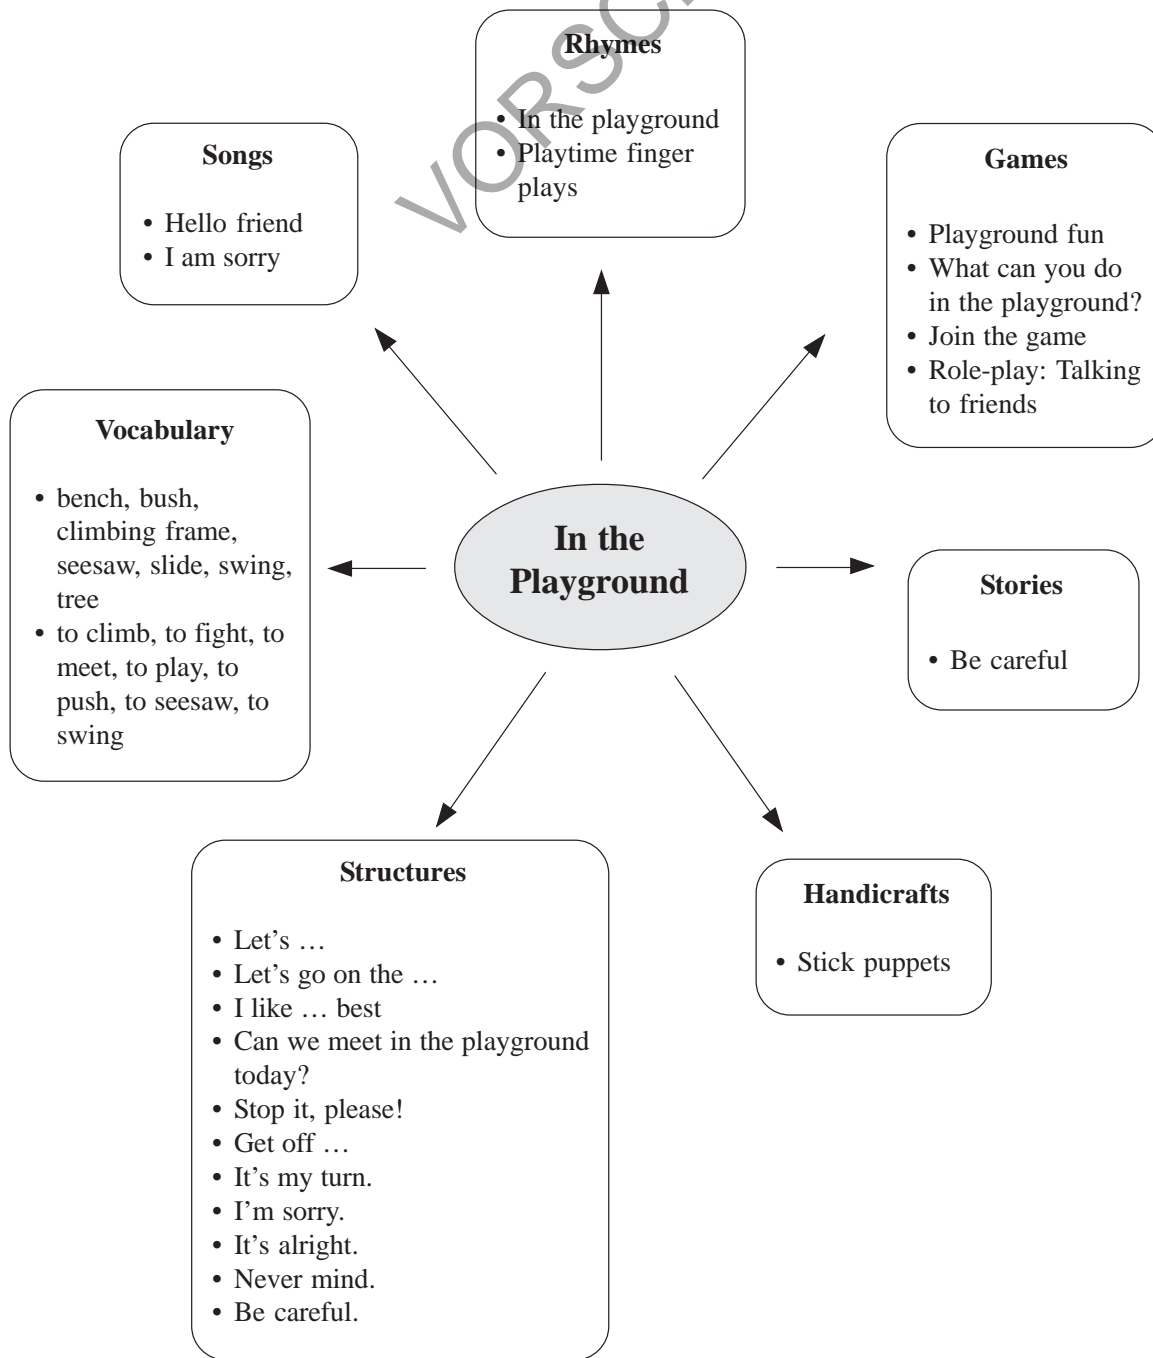 VORSC
Rhymes
• In the playground
• Playtime finger
plays
Songs
• Hello friend
• I am sorry
Games
• Playground fun
• What can you do
in the playground?
• Join the game
• Role-play: Talking
to friends
Vocabulary
• bench, bush,
climbing frame,
seesaw, slide, swing,
tree
• to climb, to fight, to
meet, to play, to
push, to seesaw, to
swing
In the
Playground
Stories
• Be careful
Structures
• Let's …
• Let's go on the …
• I like … best
• Can we meet in the playground
today?
• Stop it, please!
• Get off …
• It’s my turn.
• I’m sorry.
• It’s alright.
• Never mind.
• Be careful.
Handicrafts
• Stick puppets